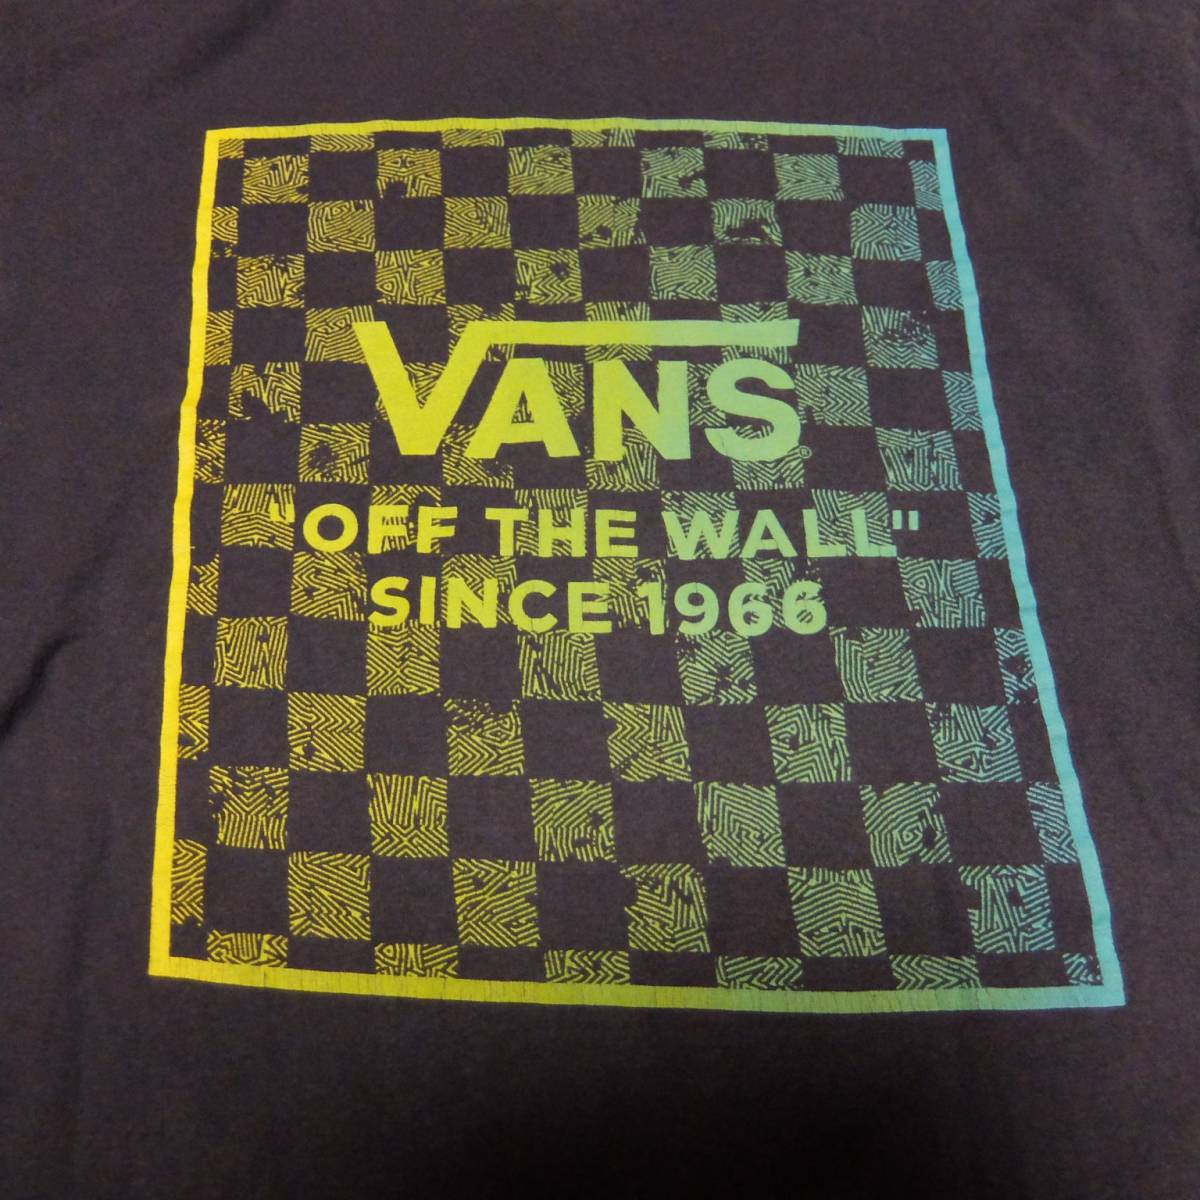 VANS®
"OFF THE WALL"
SINCE 1966